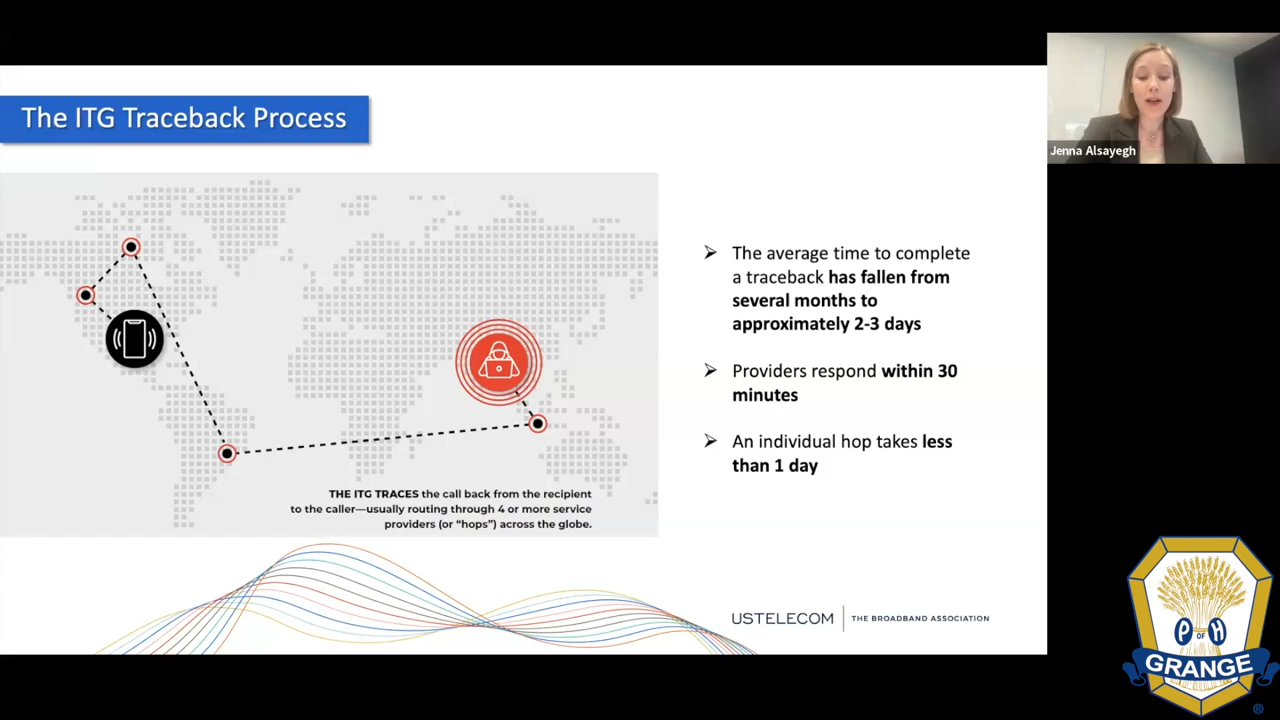 The ITG Traceback Process
Jenna Alsayegh
➢ The average time to complete
a traceback has fallen from
several months to
approximately 2-3 days
➢ Providers respond within 30
minutes
➢ An individual hop takes less
than 1 day
THE ITG TRACES the call back from the recipient
to the caller—usually routing through 4 or more service
providers (or “hops”) across the globe.
USTELECOM | THE BROADBAND ASSOCIATION
P OF H
GRANGE
®